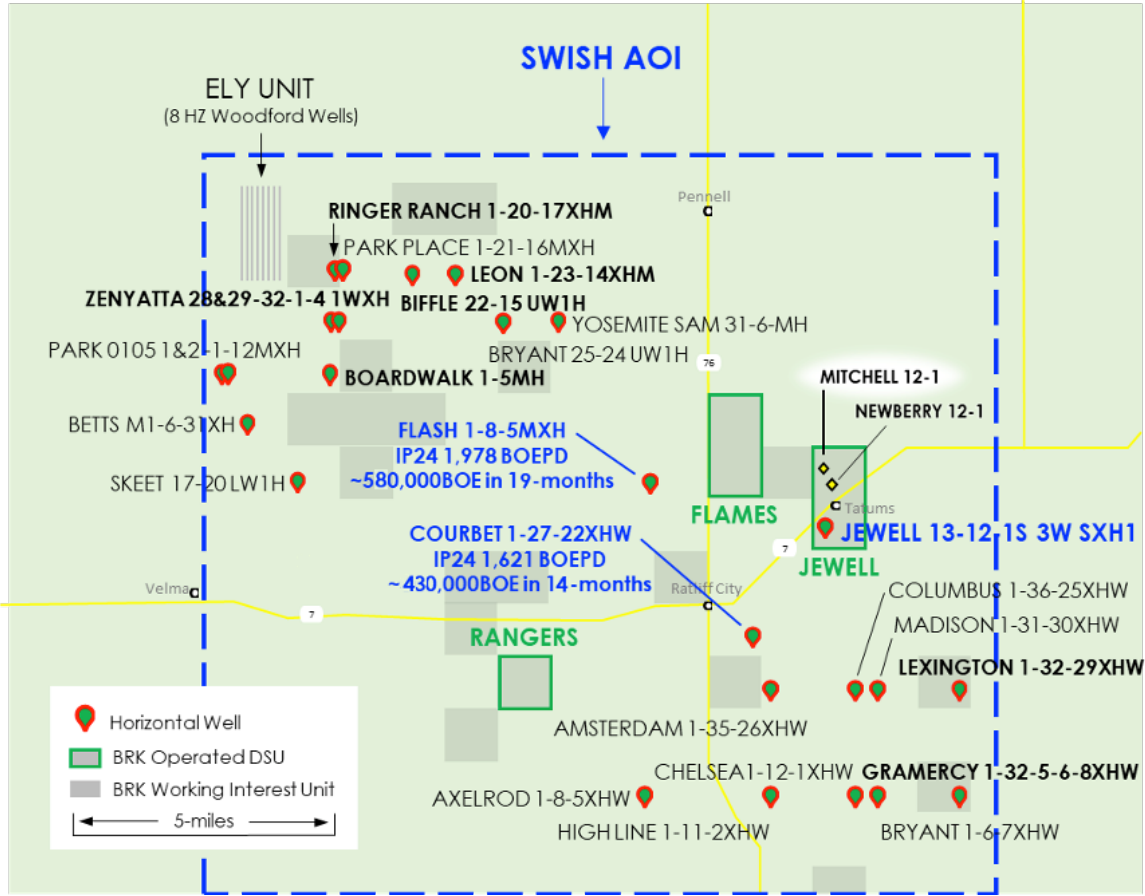 SWISH AOI
ELY UNIT
(8 HZ Woodford Wells)
Pennell
RINGER RANCH 1-20-17XHM
PARK PLACE 1-21-16MXH
LEON 1-23-14XHM
ZENYATTA 28&29-32-1-4 1WXH
BIFFLE 22-15 UW1H
YOSEMITE SAM 31-6-MH
PARK 0105 1&2-1-12MXH
BRYANT 25-24 UW1H
76
BOARDWALK 1-5MH
MITCHELL 12-1
NEWBERRY 12-1
BETTS M1-6-31XH
FLASH 1-8-5MXH
IP24 1,978 BOEPD
~580,000BOE in 19-months
SKEET 17-20 LW1H
FLAMES
Tatums
JEWELL 13-12-1S 3W SXH1
COURBET 1-27-22XHW
IP24 1,621 BOEPD
~430,000BOE in 14-months
7
JEWELL
Velma
Ratliff City
COLUMBUS 1-36-25XHW
7
MADISON 1-31-30XHW
RANGERS
LEXINGTON 1-32-29XHW
AMSTERDAM 1-35-26XHW
CHELSEA1-12-1XHW
GRAMERCY 1-32-5-6-8XHW
AXELROD 1-8-5XHW
HIGH LINE 1-11-2XHW
BRYANT 1-6-7XHW
Horizontal Well
BRK Operated DSU
BRK Working Interest Unit
5-miles